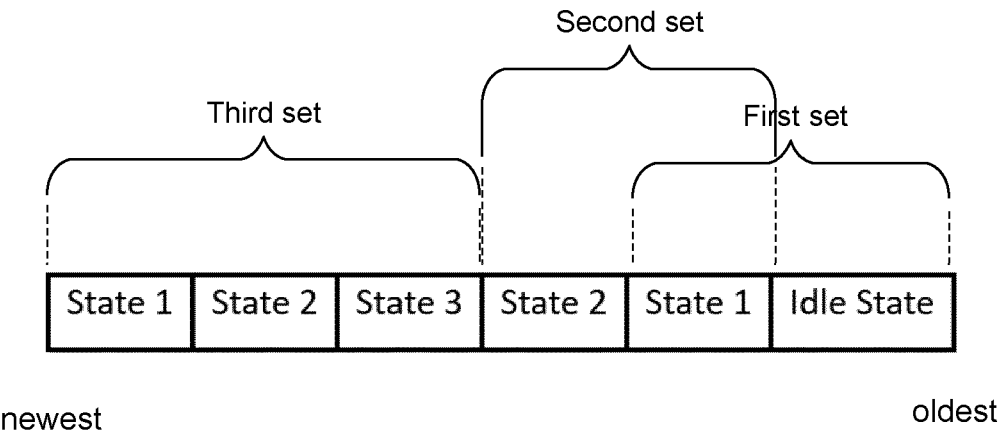 Second set
Third set
First set
State 1
State 2
State 3
State 2
State 1
Idle State
newest
oldest